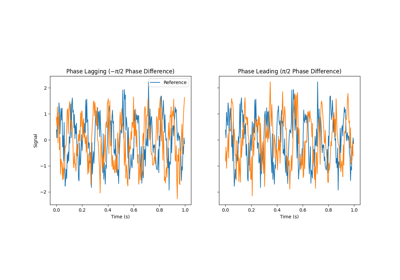 Phase Lagging (−π/2 Phase Difference)
Phase Leading (π/2 Phase Difference)
Reference
Signal
2
1
0
−1
−2
0.0 0.2 0.4 0.6 0.8 1.0
0.0 0.2 0.4 0.6 0.8 1.0
Time (s)
Time (s)